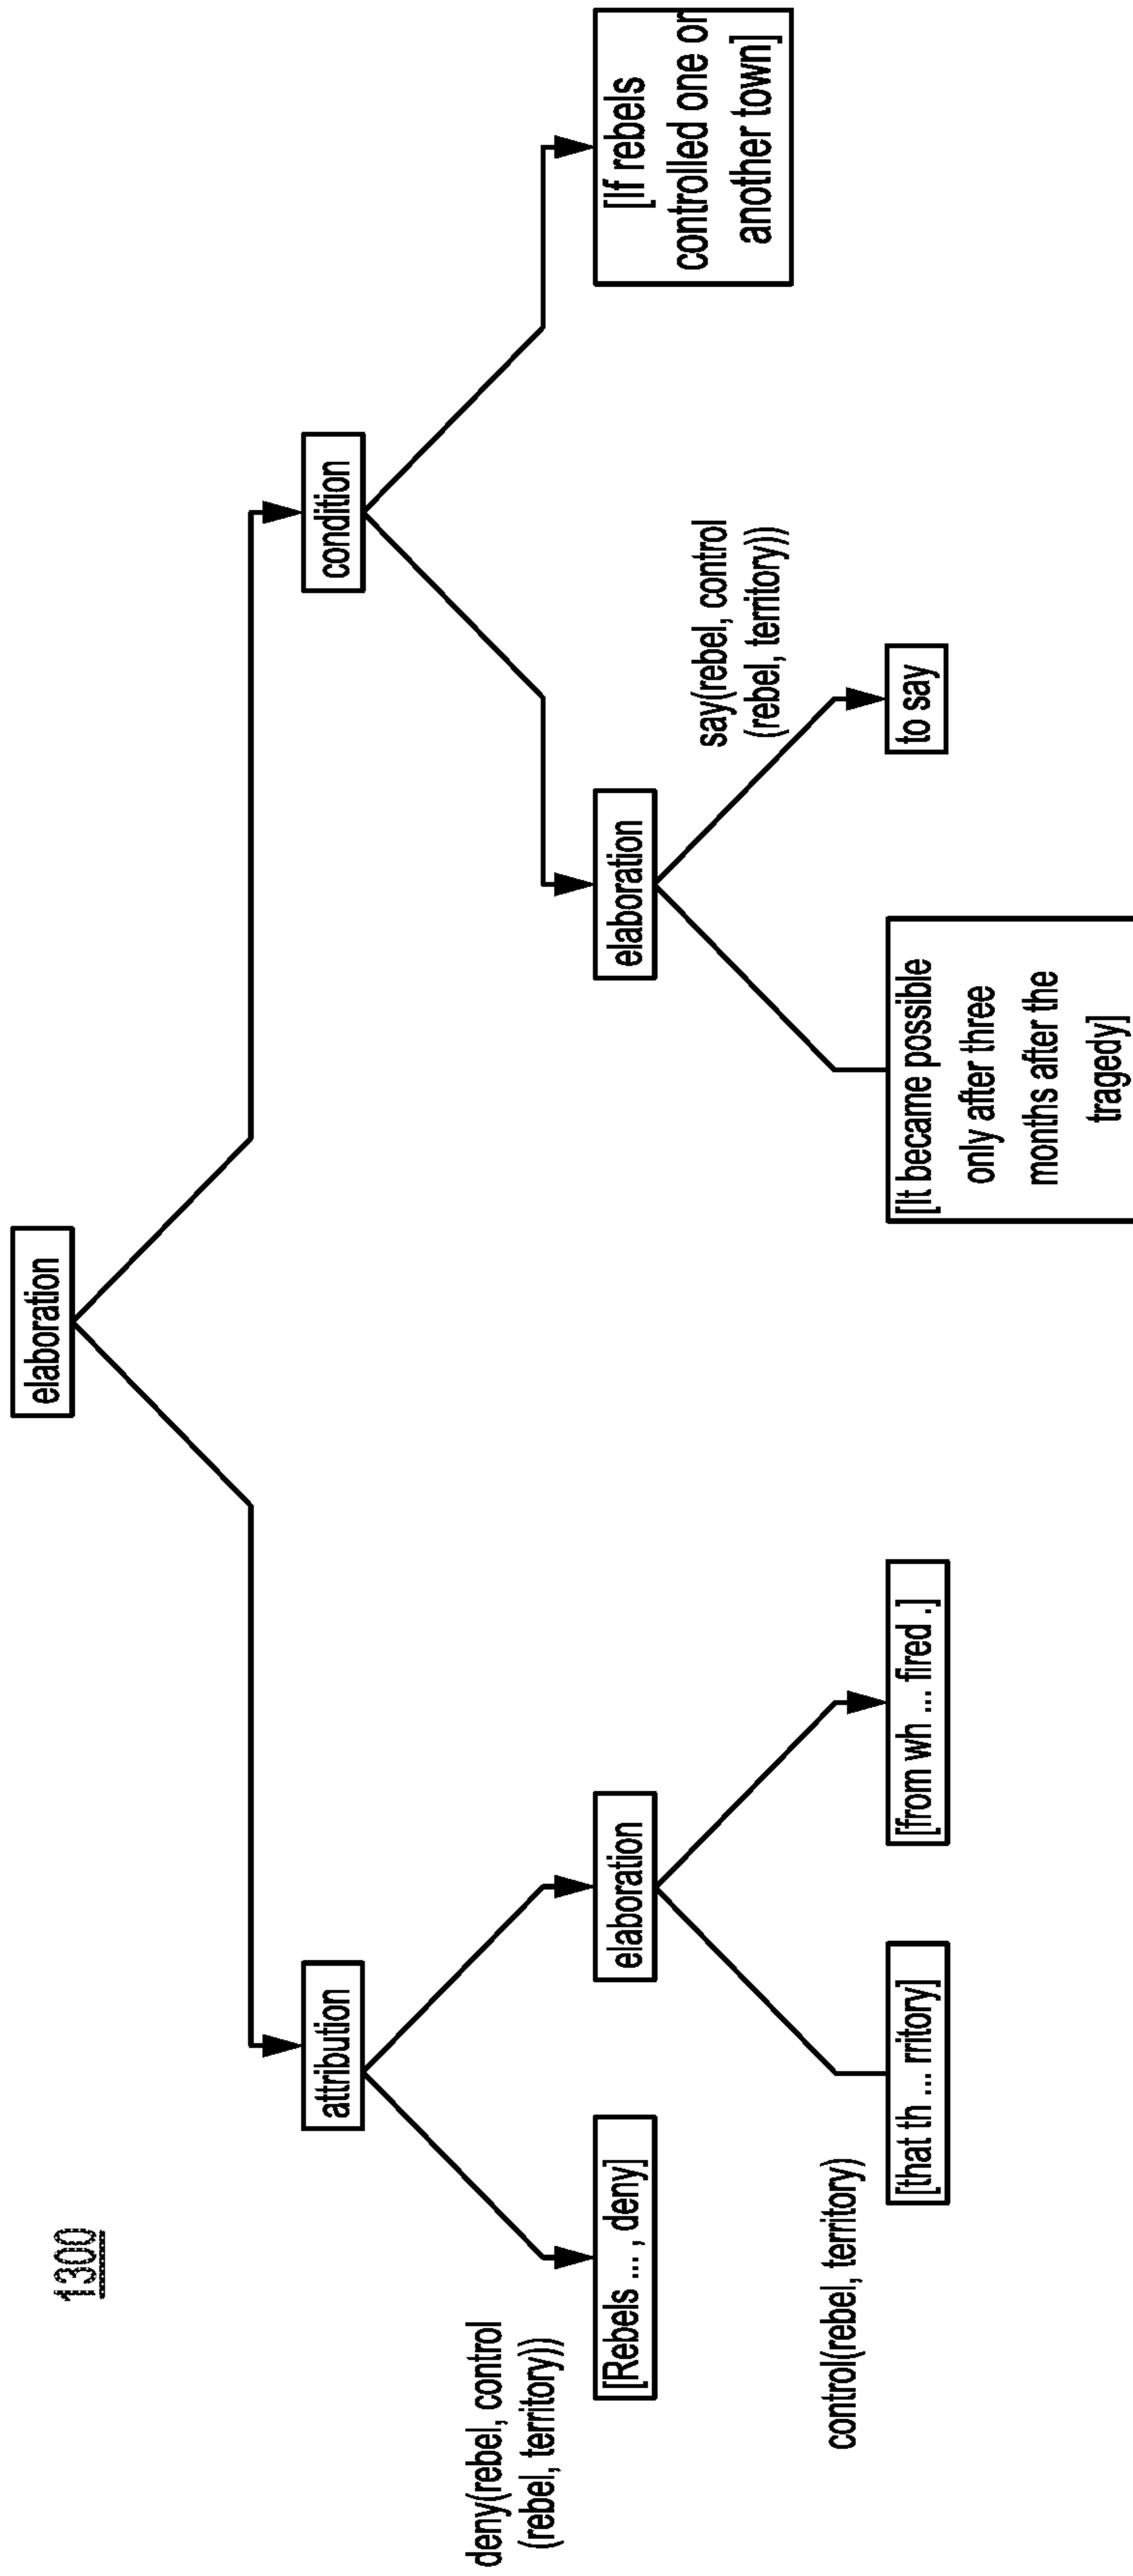 1300
elaboration
attribution
condition
deny(rebel, control
(rebel, territory))
[Rebels ... , deny]
elaboration
elaboration
[If rebels
controlled one or
another town]
say(rebel, control
(rebel, territory))
control(rebel, territory)
[that th ... rritory]
[from wh ... fired .]
[It became possible
only after three
months after the
tragedy]
to say